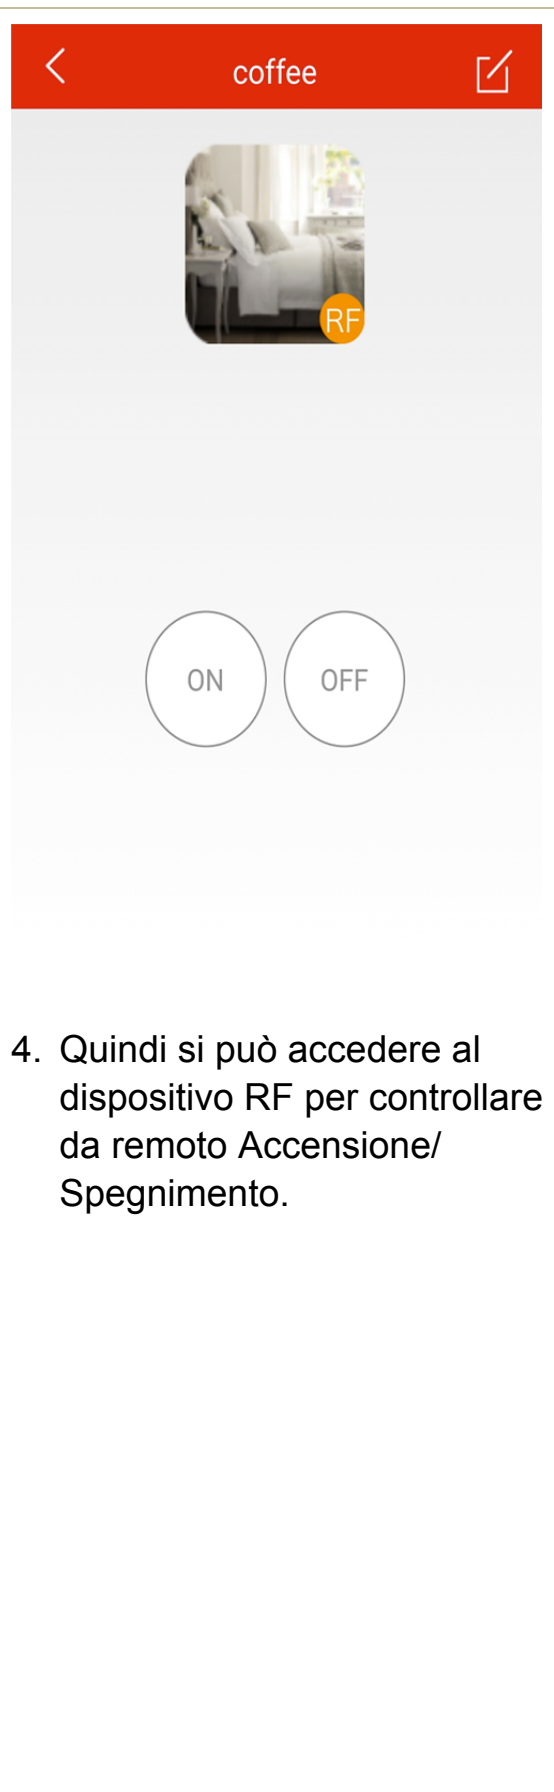 coffee
RF
ON OFF
4. Quindi si può accedere al
dispositivo RF per controllare
da remoto Accensione/
Spegnimento.